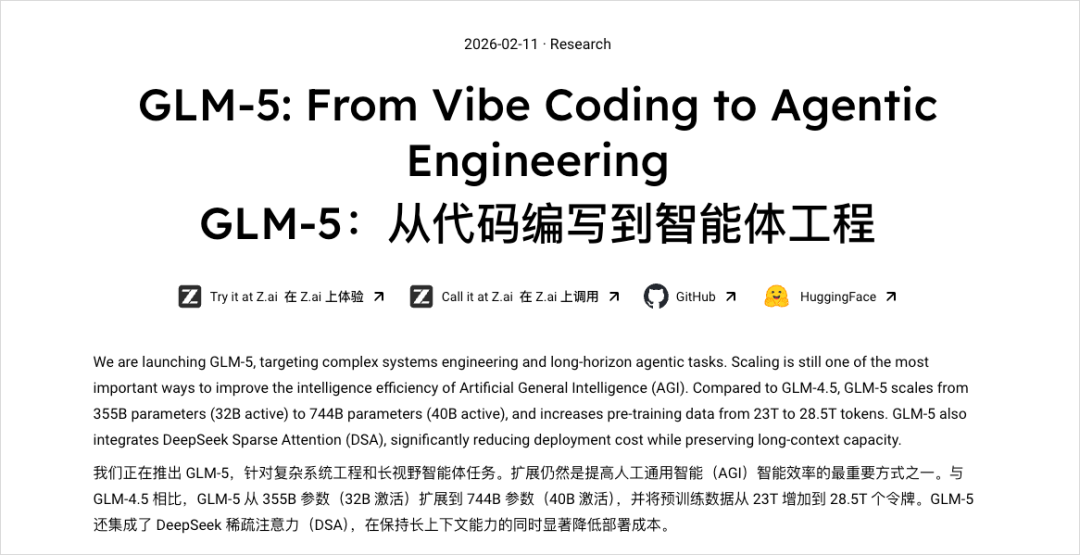 2026-02-11 · Research
GLM-5: From Vibe Coding to Agentic
Engineering
GLM-5：从代码编写到智能体工程
Try it at Z.ai 在 Z.ai 上体验 Call it at Z.ai 在 Z.ai 上调用 GitHub HuggingFace
We are launching GLM-5, targeting complex systems engineering and long-horizon agentic tasks. Scaling is still one of the most
important ways to improve the intelligence efficiency of Artificial General Intelligence (AGI). Compared to GLM-4.5, GLM-5 scales from
355B parameters (32B active) to 744B parameters (40B active), and increases pre-training data from 23T to 28.5T tokens. GLM-5 also
integrates DeepSeek Sparse Attention (DSA), significantly reducing deployment cost while preserving long-context capacity.
我们正在推出 GLM-5，针对复杂系统工程和长视野智能体任务。扩展仍然是提高人工通用智能（AGI）智能效率的最重要方式之一。与
GLM-4.5 相比，GLM-5 从 355B 参数（32B 激活）扩展到 744B 参数（40B 激活），并将预训练数据从 23T 增加到 28.5T 个令牌。GLM-5
还集成了 DeepSeek 稀疏注意力（DSA），在保持长上下文能力的同时显著降低部署成本。